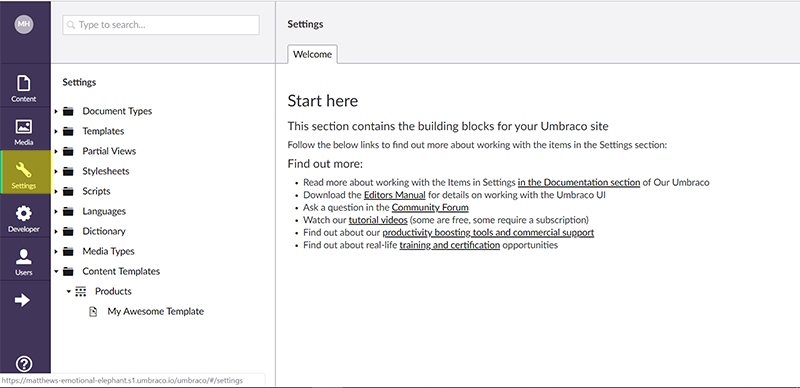 MH
Type to search...
Content
Media
Settings
Developer
Users
Settings
Document Types
Templates
Partial Views
Stylesheets
Scripts
Languages
Dictionary
Media Types
Content Templates
Products
My Awesome Template
https://matthews-emotional-elephant.s1.umbraco.io/umbraco/#/settings
Settings
Welcome
Start here
This section contains the building blocks for your Umbraco site
Follow the below links to find out more about working with the items in the Settings section:
Find out more:
Read more about working with the Items in Settings in the Documentation section of Our Umbraco
Download the Editors Manual for details on working with the Umbraco UI
Ask a question in the Community Forum
Watch our tutorial videos (some are free, some require a subscription)
Find out about our productivity boosting tools and commercial support
Find out about real-life training and certification opportunities